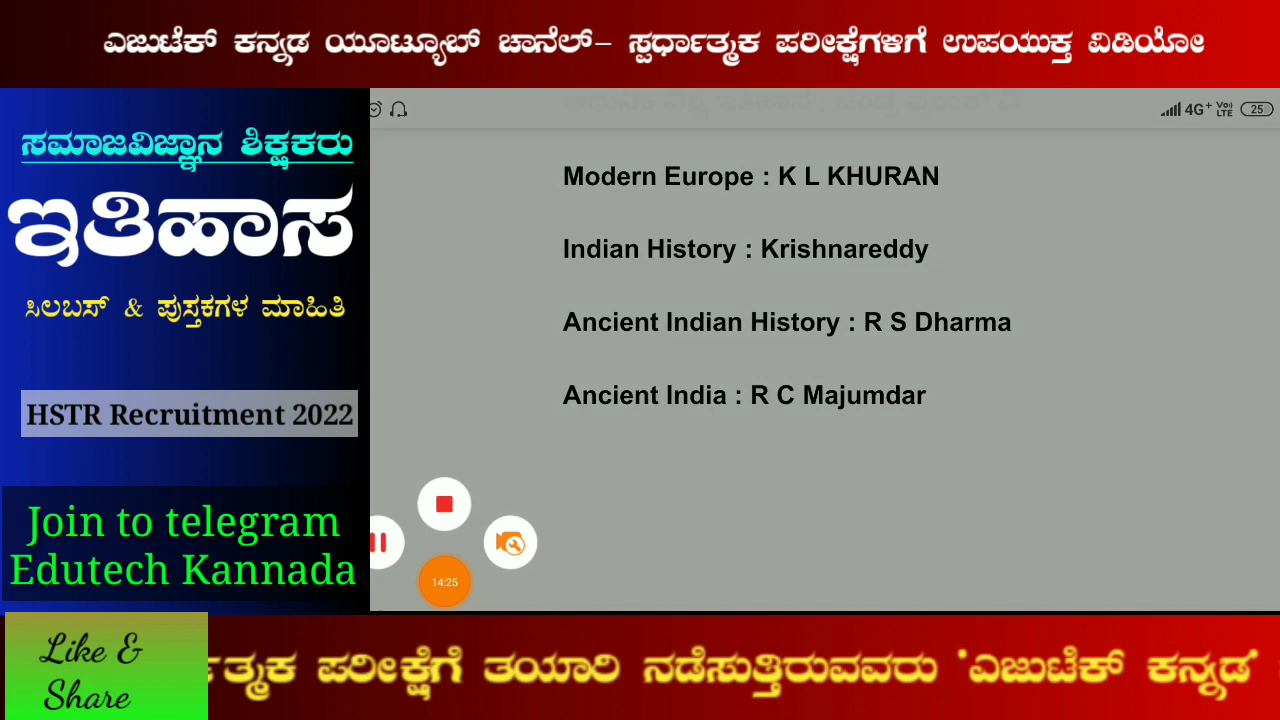 ಎಜುಟೆಕ್ ಕನ್ನಡ ಯೂಟ್ಯೂಬ್ ಚಾನೆಲ್- ಸ್ಪರ್ಧಾತ್ಮಕ ಪರೀಕ್ಷೆಗಳಿಗೆ ಉಪಯುಕ್ತ ವಿಡಿಯೋ
4G+ VoLTE 25
ಸಮಾಜವಿಜ್ಞಾನ ಶಿಕ್ಷಕರು
ಇತಿಹಾಸ
ಸಿಲಬಸ್ & ಪುಸ್ತಕಗಳ ಮಾಹಿತಿ
HSTR Recruitment 2022
Join to telegram
Edutech Kannada
Modern Europe : K L KHURAN
Indian History : Krishnareddy
Ancient Indian History : R S Dharma
Ancient India : R C Majumdar
14:25
Like &
Share
ಪರೀಕ್ಷೆಗೆ ತಯಾರಿ ನಡೆಸುತ್ತಿರುವವರು "ಎಜುಟೆಕ್ ಕನ್ನಡ"